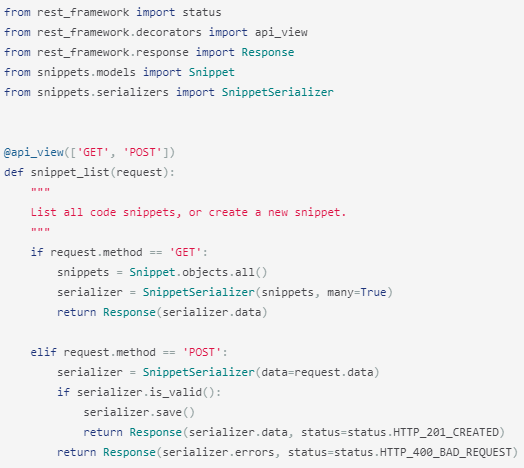 from rest_framework import status
from rest_framework.decorators import api_view
from rest_framework.response import Response
from snippets.models import Snippet
from snippets.serializers import SnippetSerializer


@api_view(['GET', 'POST'])
def snippet_list(request):
    """
    List all code snippets, or create a new snippet.
    """
    if request.method == 'GET':
        snippets = Snippet.objects.all()
        serializer = SnippetSerializer(snippets, many=True)
        return Response(serializer.data)

    elif request.method == 'POST':
        serializer = SnippetSerializer(data=request.data)
        if serializer.is_valid():
            serializer.save()
            return Response(serializer.data, status=status.HTTP_201_CREATED)
        return Response(serializer.errors, status=status.HTTP_400_BAD_REQUEST)